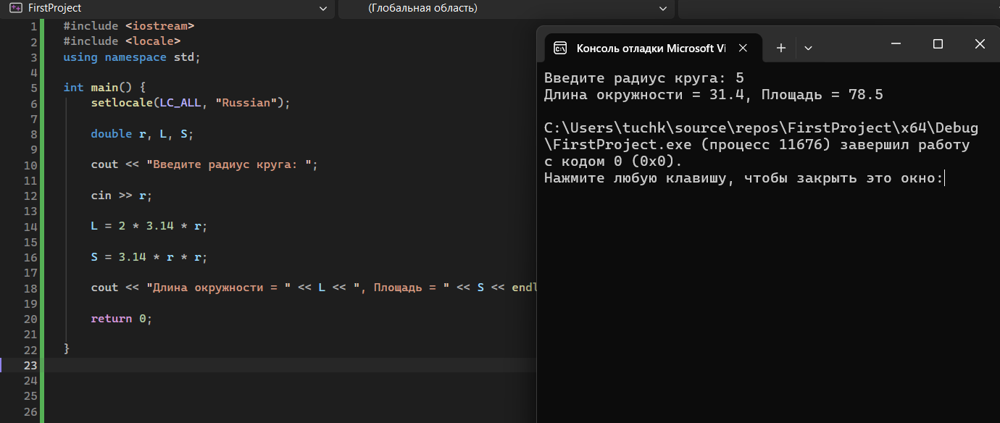 FirstProject
(Глобальная область)
1 #include <iostream>
2 #include <locale>
3 using namespace std;
4
5 int main() {
6 setlocale(LC_ALL, "Russian");
7
8 double r, L, S;
9
10 cout << "Введите радиус круга: ";
11
12 cin >> r;
13
14 L = 2 * 3.14 * r;
15
16 S = 3.14 * r * r;
17
18 cout << "Длина окружности = " << L << ", Площадь = " << S << endl
19
20 return 0;
21
22 }
23
24
25
26
Консоль отладки Microsoft Vi
Введите радиус круга: 5
Длина окружности = 31.4, Площадь = 78.5
C:\Users\tuchk\source\repos\FirstProject\x64\Debug
\FirstProject.exe (процесс 11676) завершил работу
с кодом 0 (0x0).
Нажмите любую клавишу, чтобы закрыть это окно: